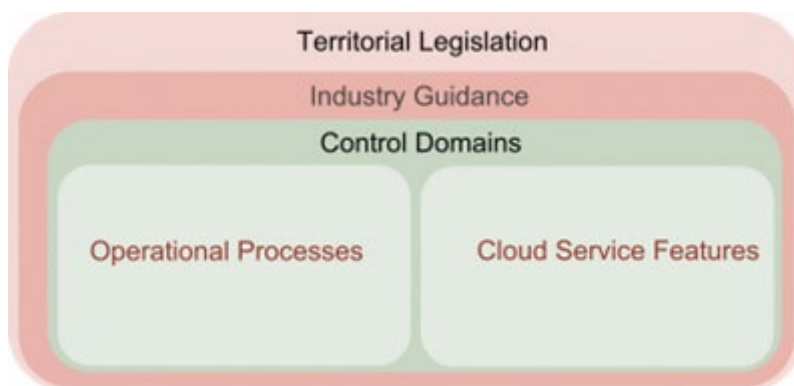 Territorial Legislation
Industry Guidance
Control Domains
Operational Processes
Cloud Service Features